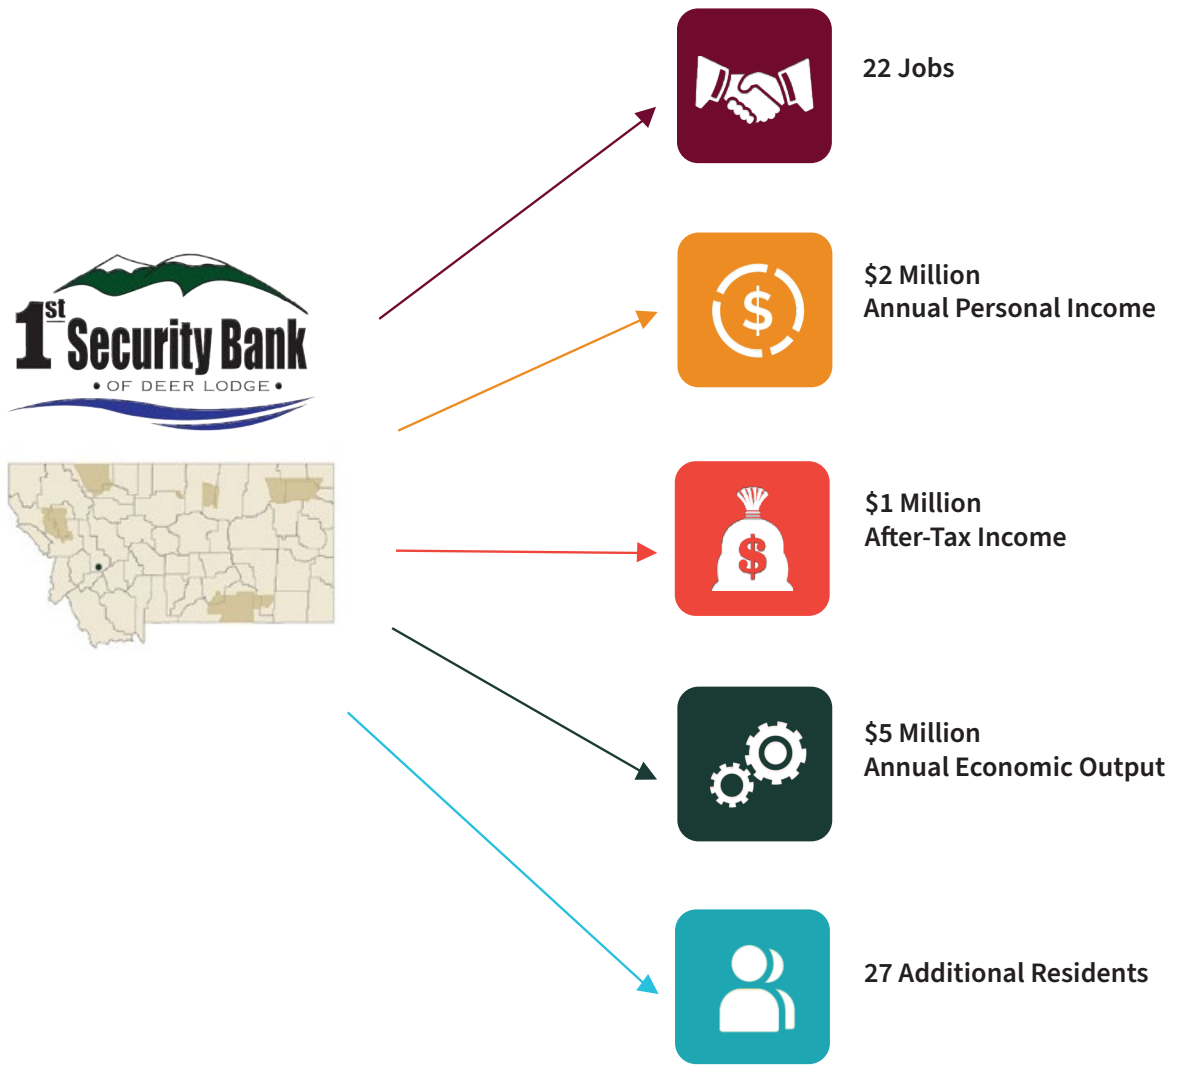 1st Security Bank
• OF DEER LODGE •
22 Jobs
$2 Million
Annual Personal Income
$1 Million
After-Tax Income
$5 Million
Annual Economic Output
27 Additional Residents
$
$